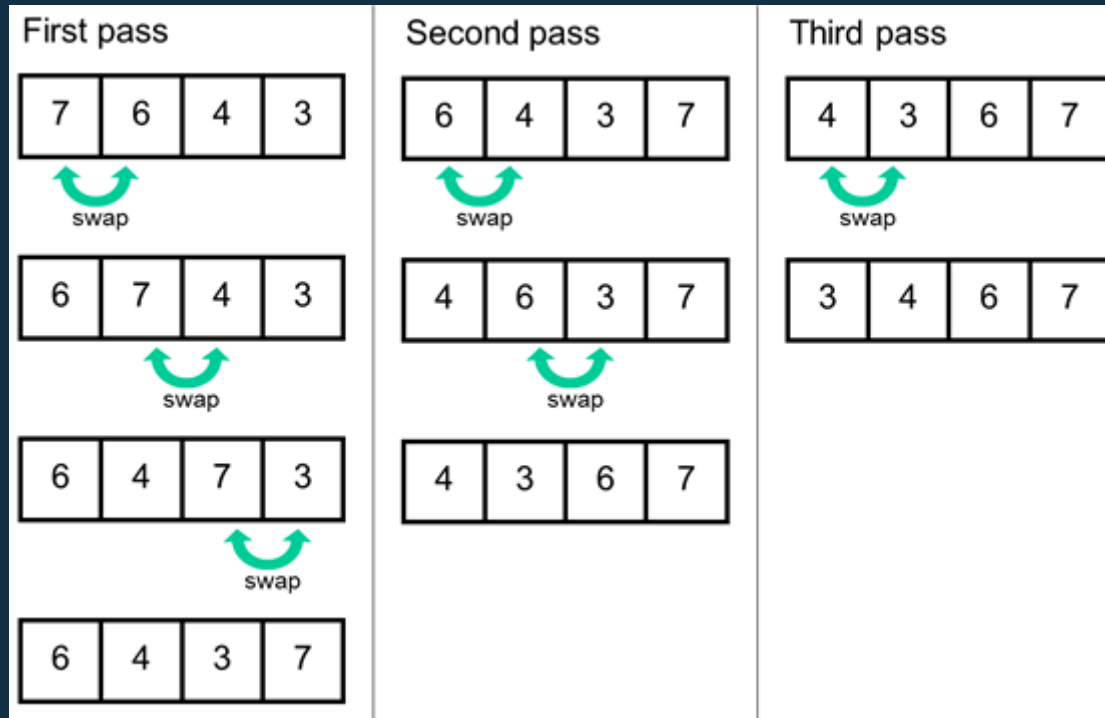 First pass
7 6 4 3
swap
6 7 4 3
swap
6 4 7 3
swap
6 4 3 7
Second pass
6 4 3 7
swap
4 6 3 7
swap
4 3 6 7
Third pass
4 3 6 7
swap
3 4 6 7